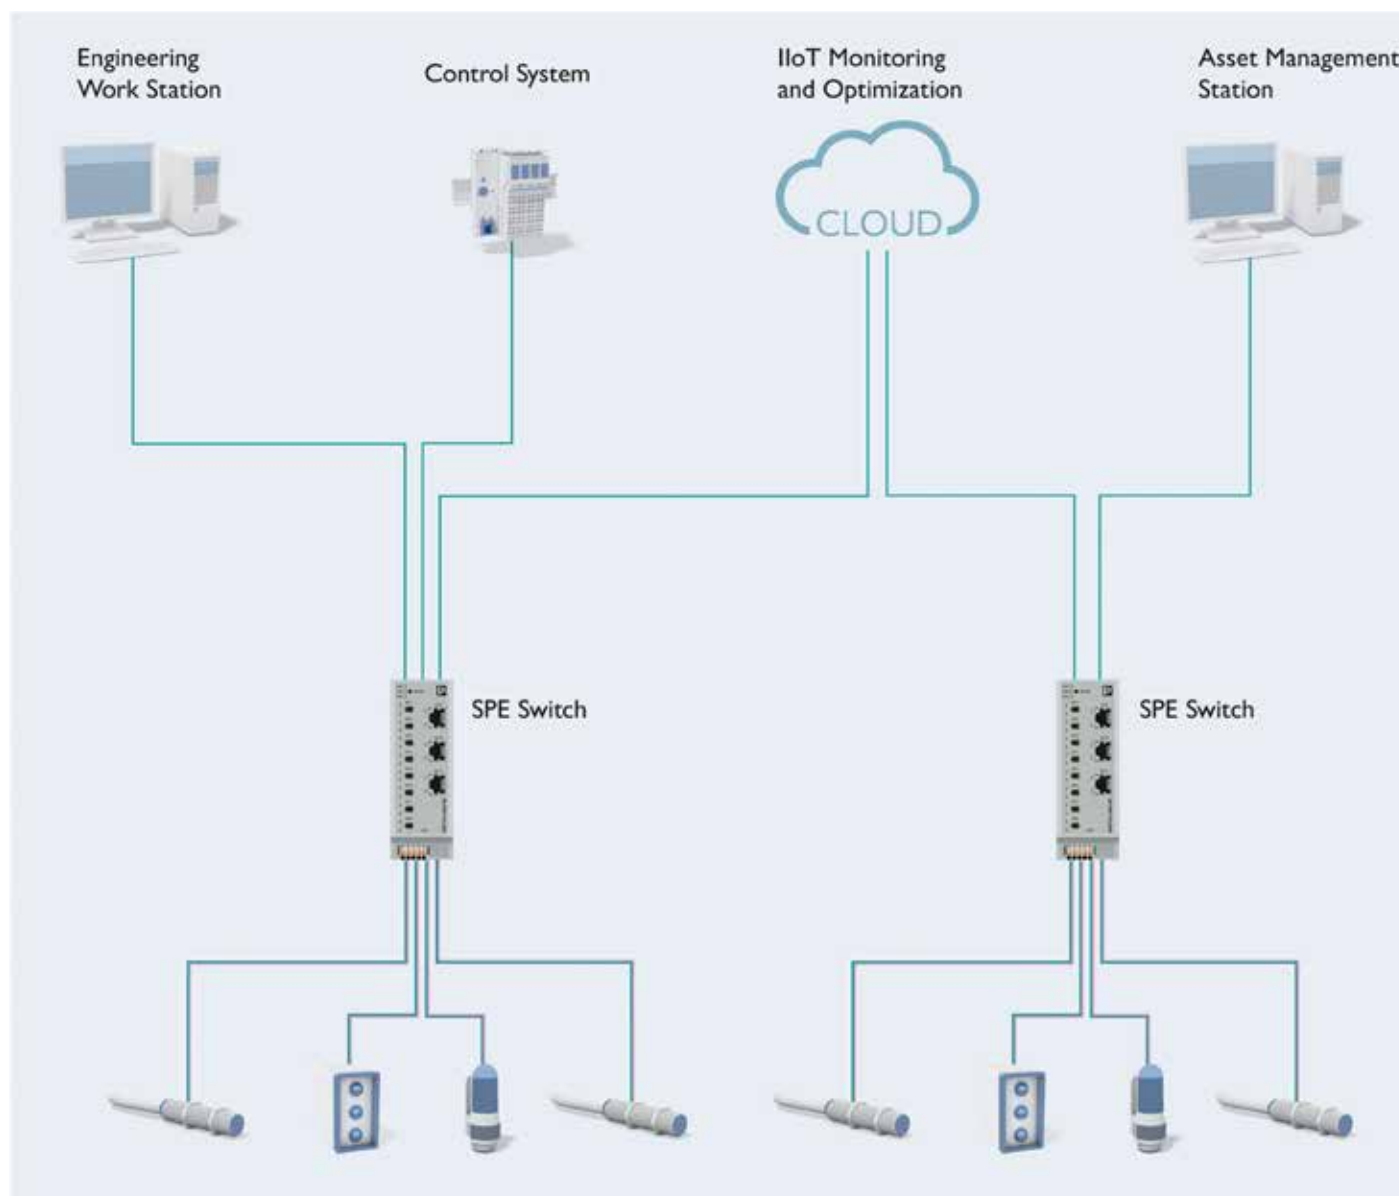 Engineering
Work Station
Control System
IIoT Monitoring
and Optimization
Asset Management
Station
CLOUD
SPE Switch
SPE Switch